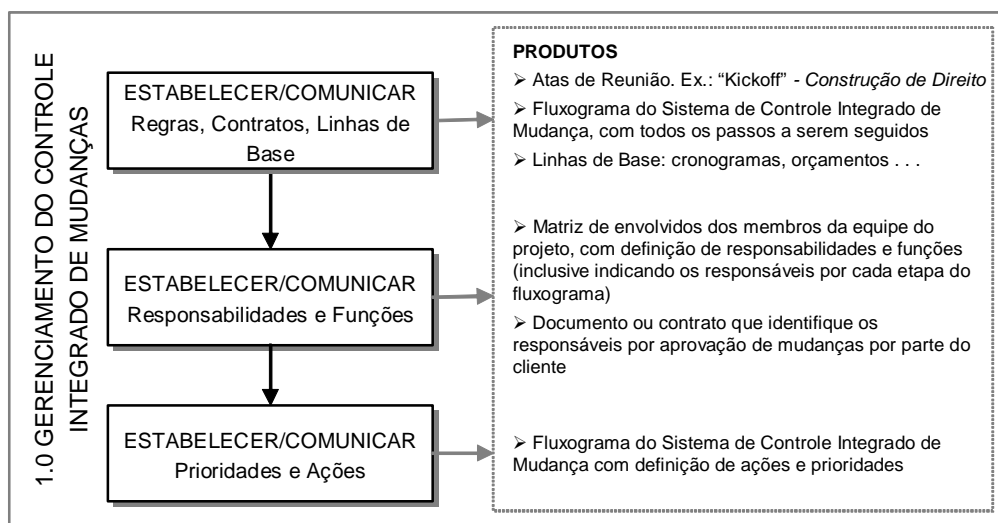 1.0 GERENCIAMENTO DO CONTROLE
INTEGRADO DE MUDANÇAS
ESTABELECER/COMUNICAR
Regras, Contratos, Linhas de
Base
ESTABELECER/COMUNICAR
Responsabilidades e Funções
ESTABELECER/COMUNICAR
Prioridades e Ações
PRODUTOS
➢ Atas de Reunião. Ex.: “Kickoff” - Construção de Direito
➢ Fluxograma do Sistema de Controle Integrado de
Mudança, com todos os passos a serem seguidos
➢ Linhas de Base: cronogramas, orçamentos . . .
➢ Matriz de envolvidos dos membros da equipe do
projeto, com definição de responsabilidades e funções
(inclusive indicando os responsáveis por cada etapa do
fluxograma)
➢ Documento ou contrato que identifique os
responsáveis por aprovação de mudanças por parte do
cliente
➢ Fluxograma do Sistema de Controle Integrado de
Mudança com definição de ações e prioridades